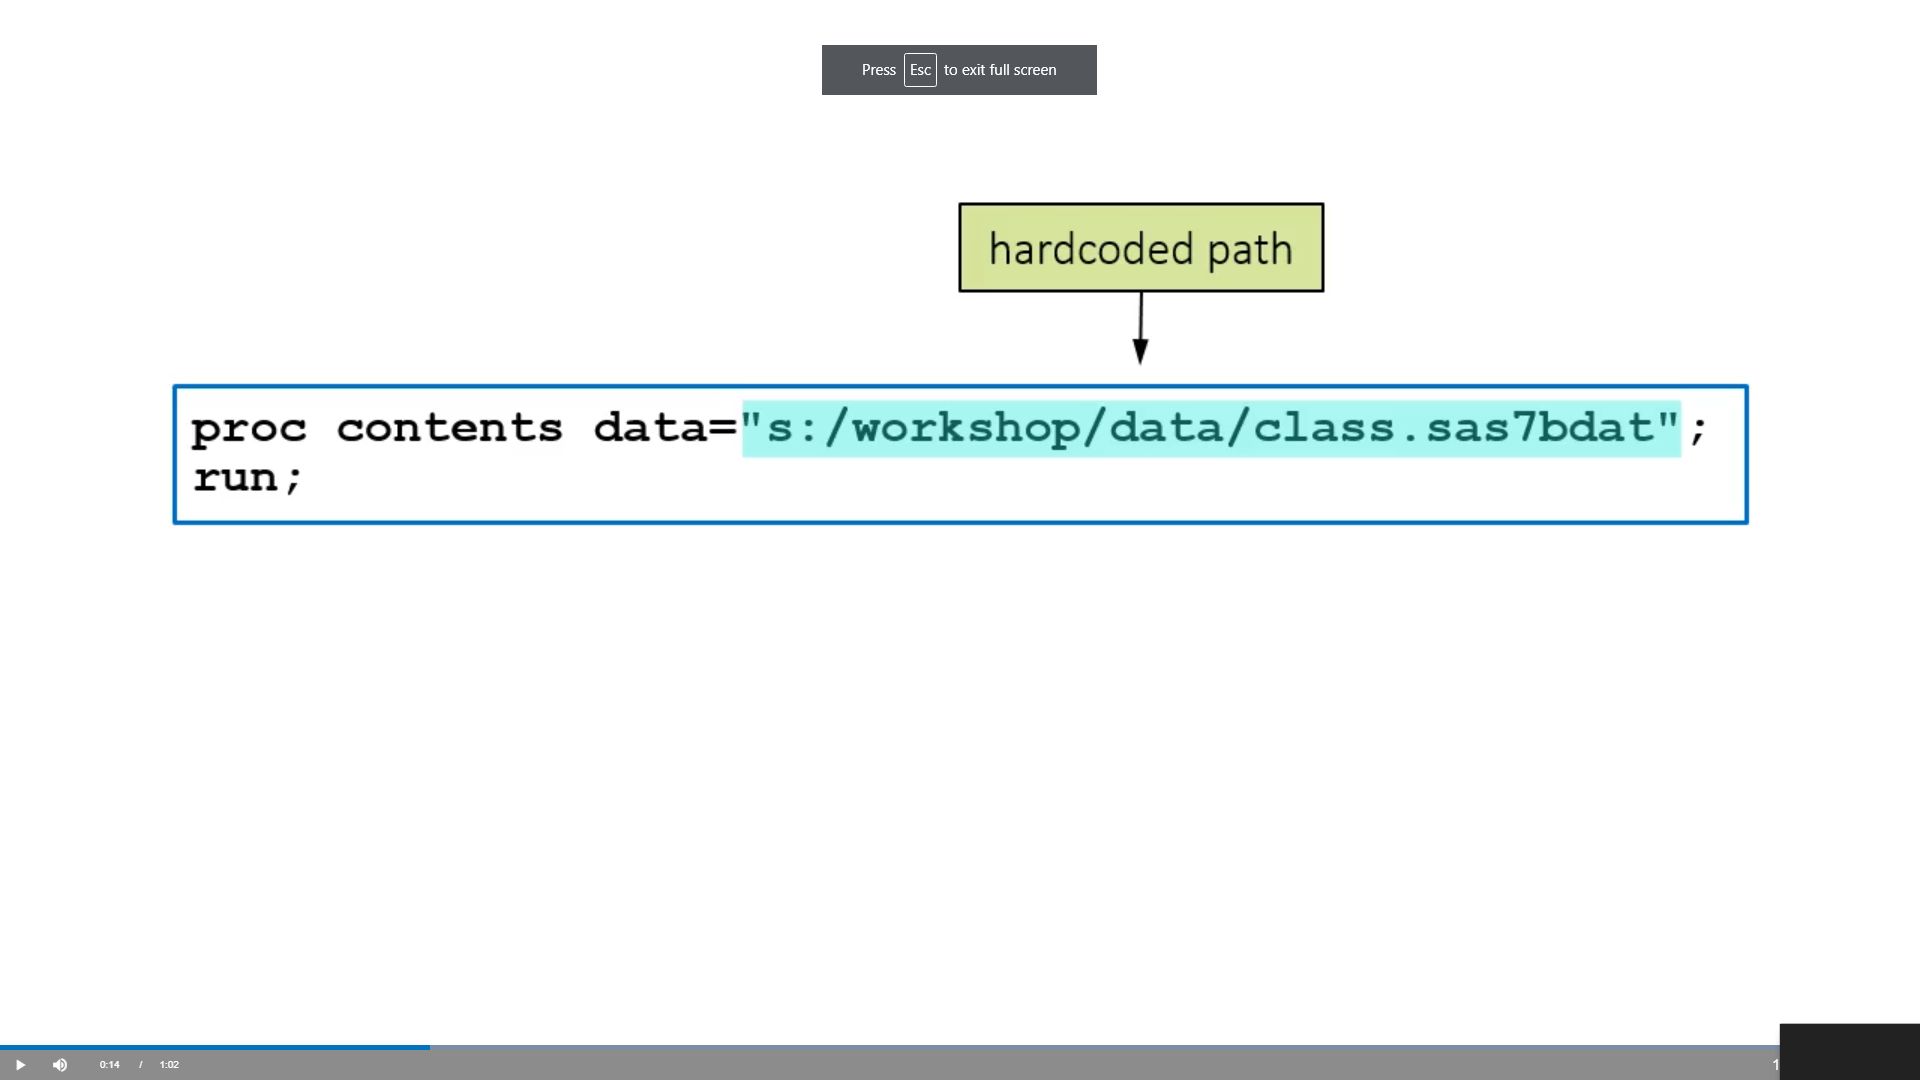 Press Esc to exit full screen
hardcoded path
proc contents data="s:/workshop/data/class.sas7bdat";
run;
0:14 / 1:02
1